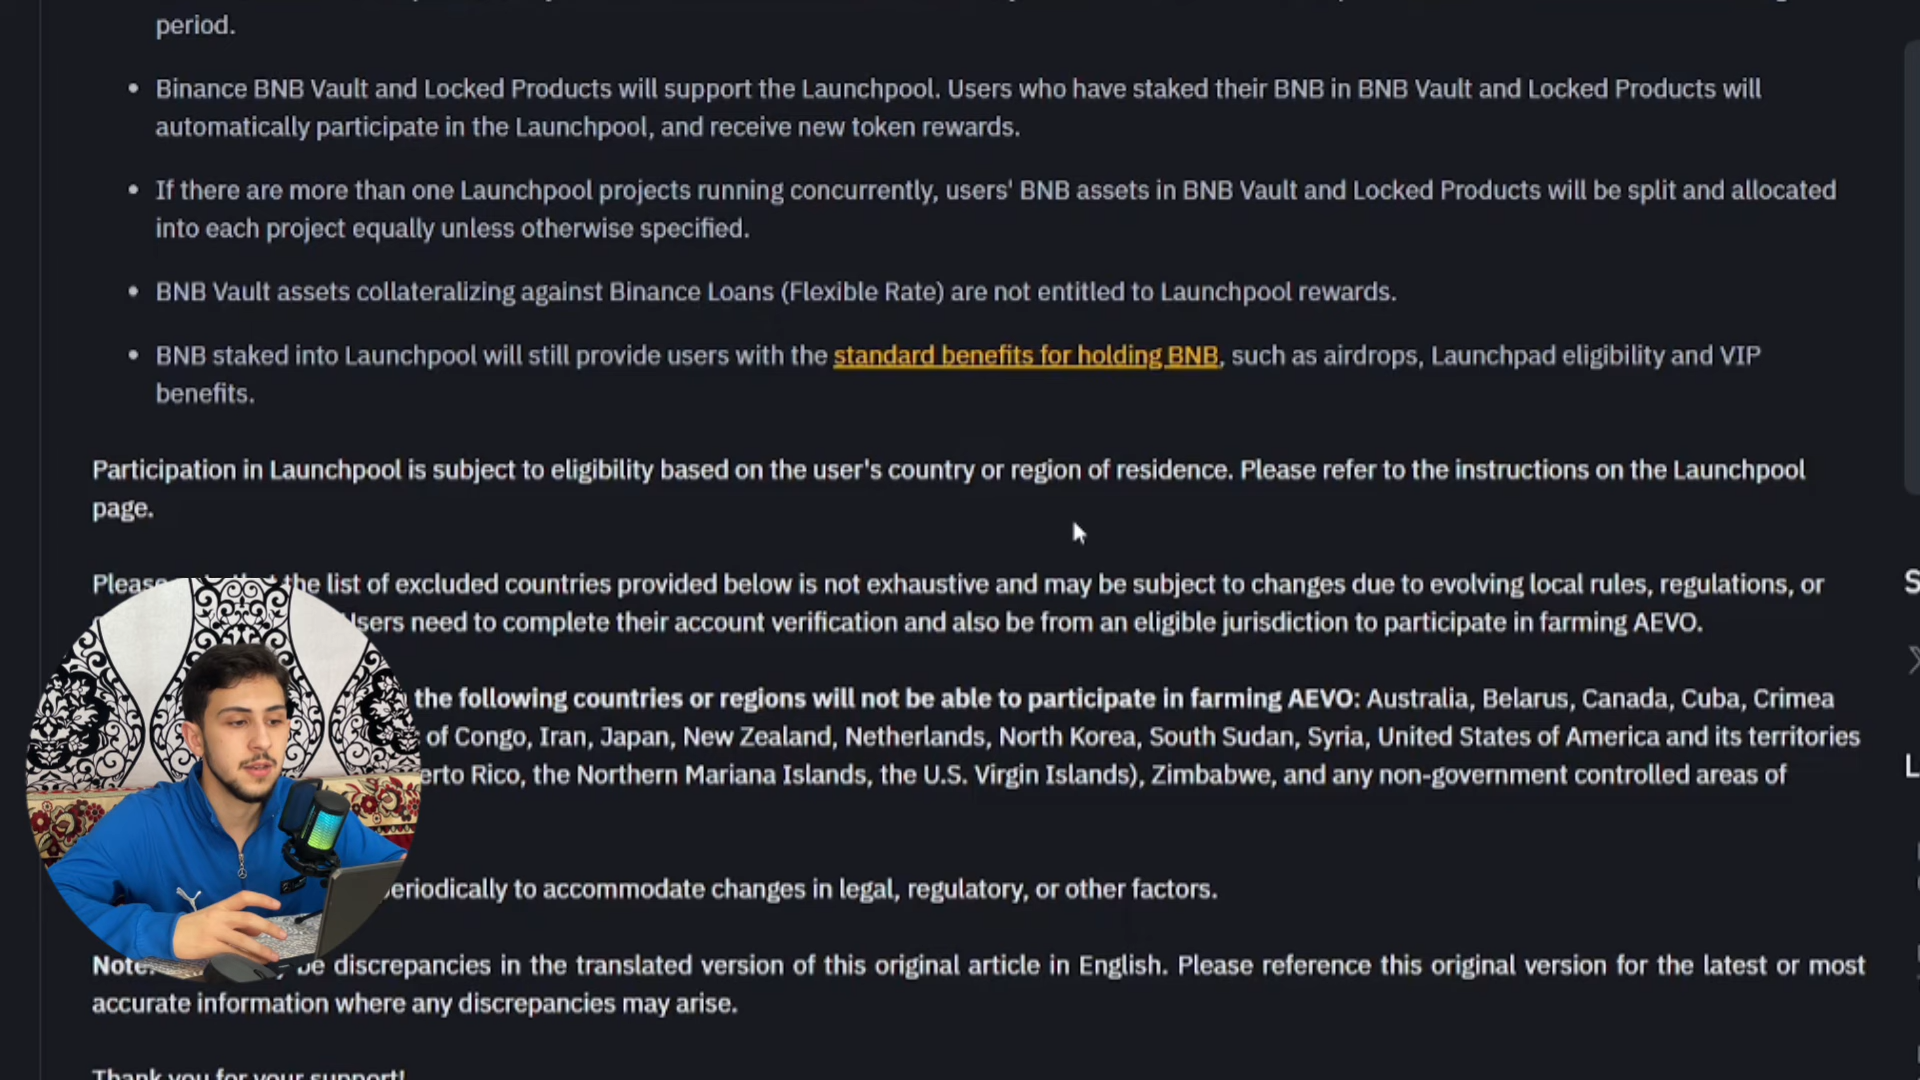 period.
Binance BNB Vault and Locked Products will support the Launchpool. Users who have staked their BNB in BNB Vault and Locked Products will
automatically participate in the Launchpool, and receive new token rewards.
If there are more than one Launchpool projects running concurrently, users' BNB assets in BNB Vault and Locked Products will be split and allocated
into each project equally unless otherwise specified.
BNB Vault assets collateralizing against Binance Loans (Flexible Rate) are not entitled to Launchpool rewards.
BNB staked into Launchpool will still provide users with the standard benefits for holding BNB, such as airdrops, Launchpad eligibility and VIP
benefits.
Participation in Launchpool is subject to eligibility based on the user's country or region of residence. Please refer to the instructions on the Launchpool
page.
Please the list of excluded countries provided below is not exhaustive and may be subject to changes due to evolving local rules, regulations, or
need to complete their account verification and also be from an eligible jurisdiction to participate in farming AEVO.
the following countries or regions will not be able to participate in farming AEVO: Australia, Belarus, Canada, Cuba, Crimea
of Congo, Iran, Japan, New Zealand, Netherlands, North Korea, South Sudan, Syria, United States of America and its territories
Rico, the Northern Mariana Islands, the U.S. Virgin Islands), Zimbabwe, and any non-government controlled areas of
to accommodate changes in legal, regulatory, or other factors.
Note: be discrepancies in the translated version of this original article in English. Please reference this original version for the latest or most
accurate information where any discrepancies may arise.
Thank you for your support!